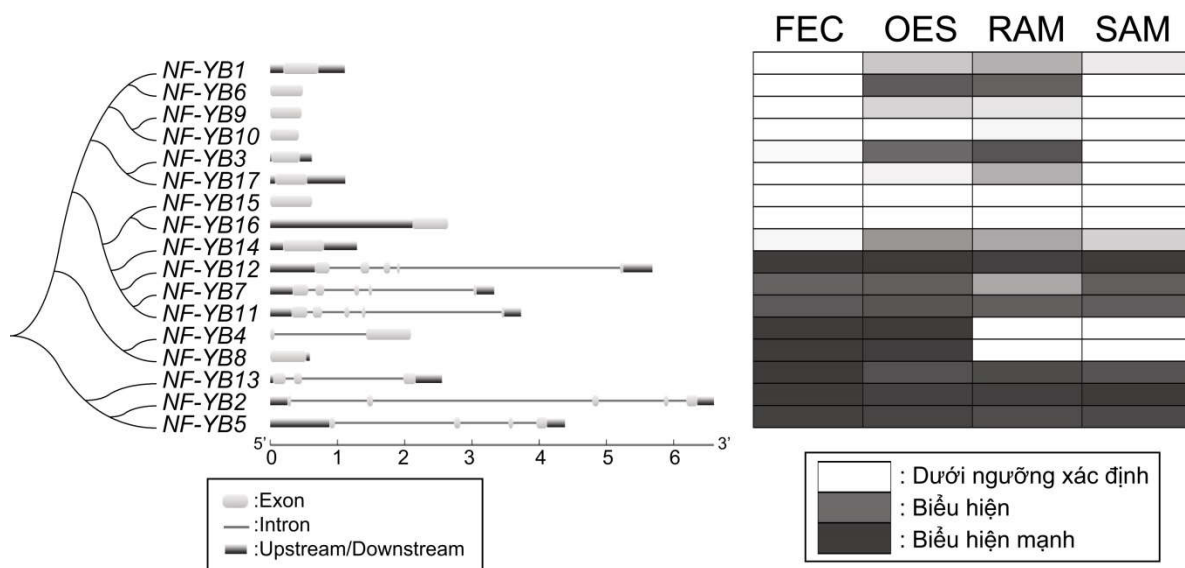 FEC OES RAM SAM
NF-YB1
NF-YB6
NF-YB9
NF-YB10
NF-YB3
NF-YB17
NF-YB15
NF-YB16
NF-YB14
NF-YB12
NF-YB7
NF-YB11
NF-YB4
NF-YB8
NF-YB13
NF-YB2
NF-YB5
5' 3'
0 1 2 3 4 5 6
:Exon
:Intron
:Upstream/Downstream
: Dưới ngưỡng xác định
: Biểu hiện
: Biểu hiện mạnh